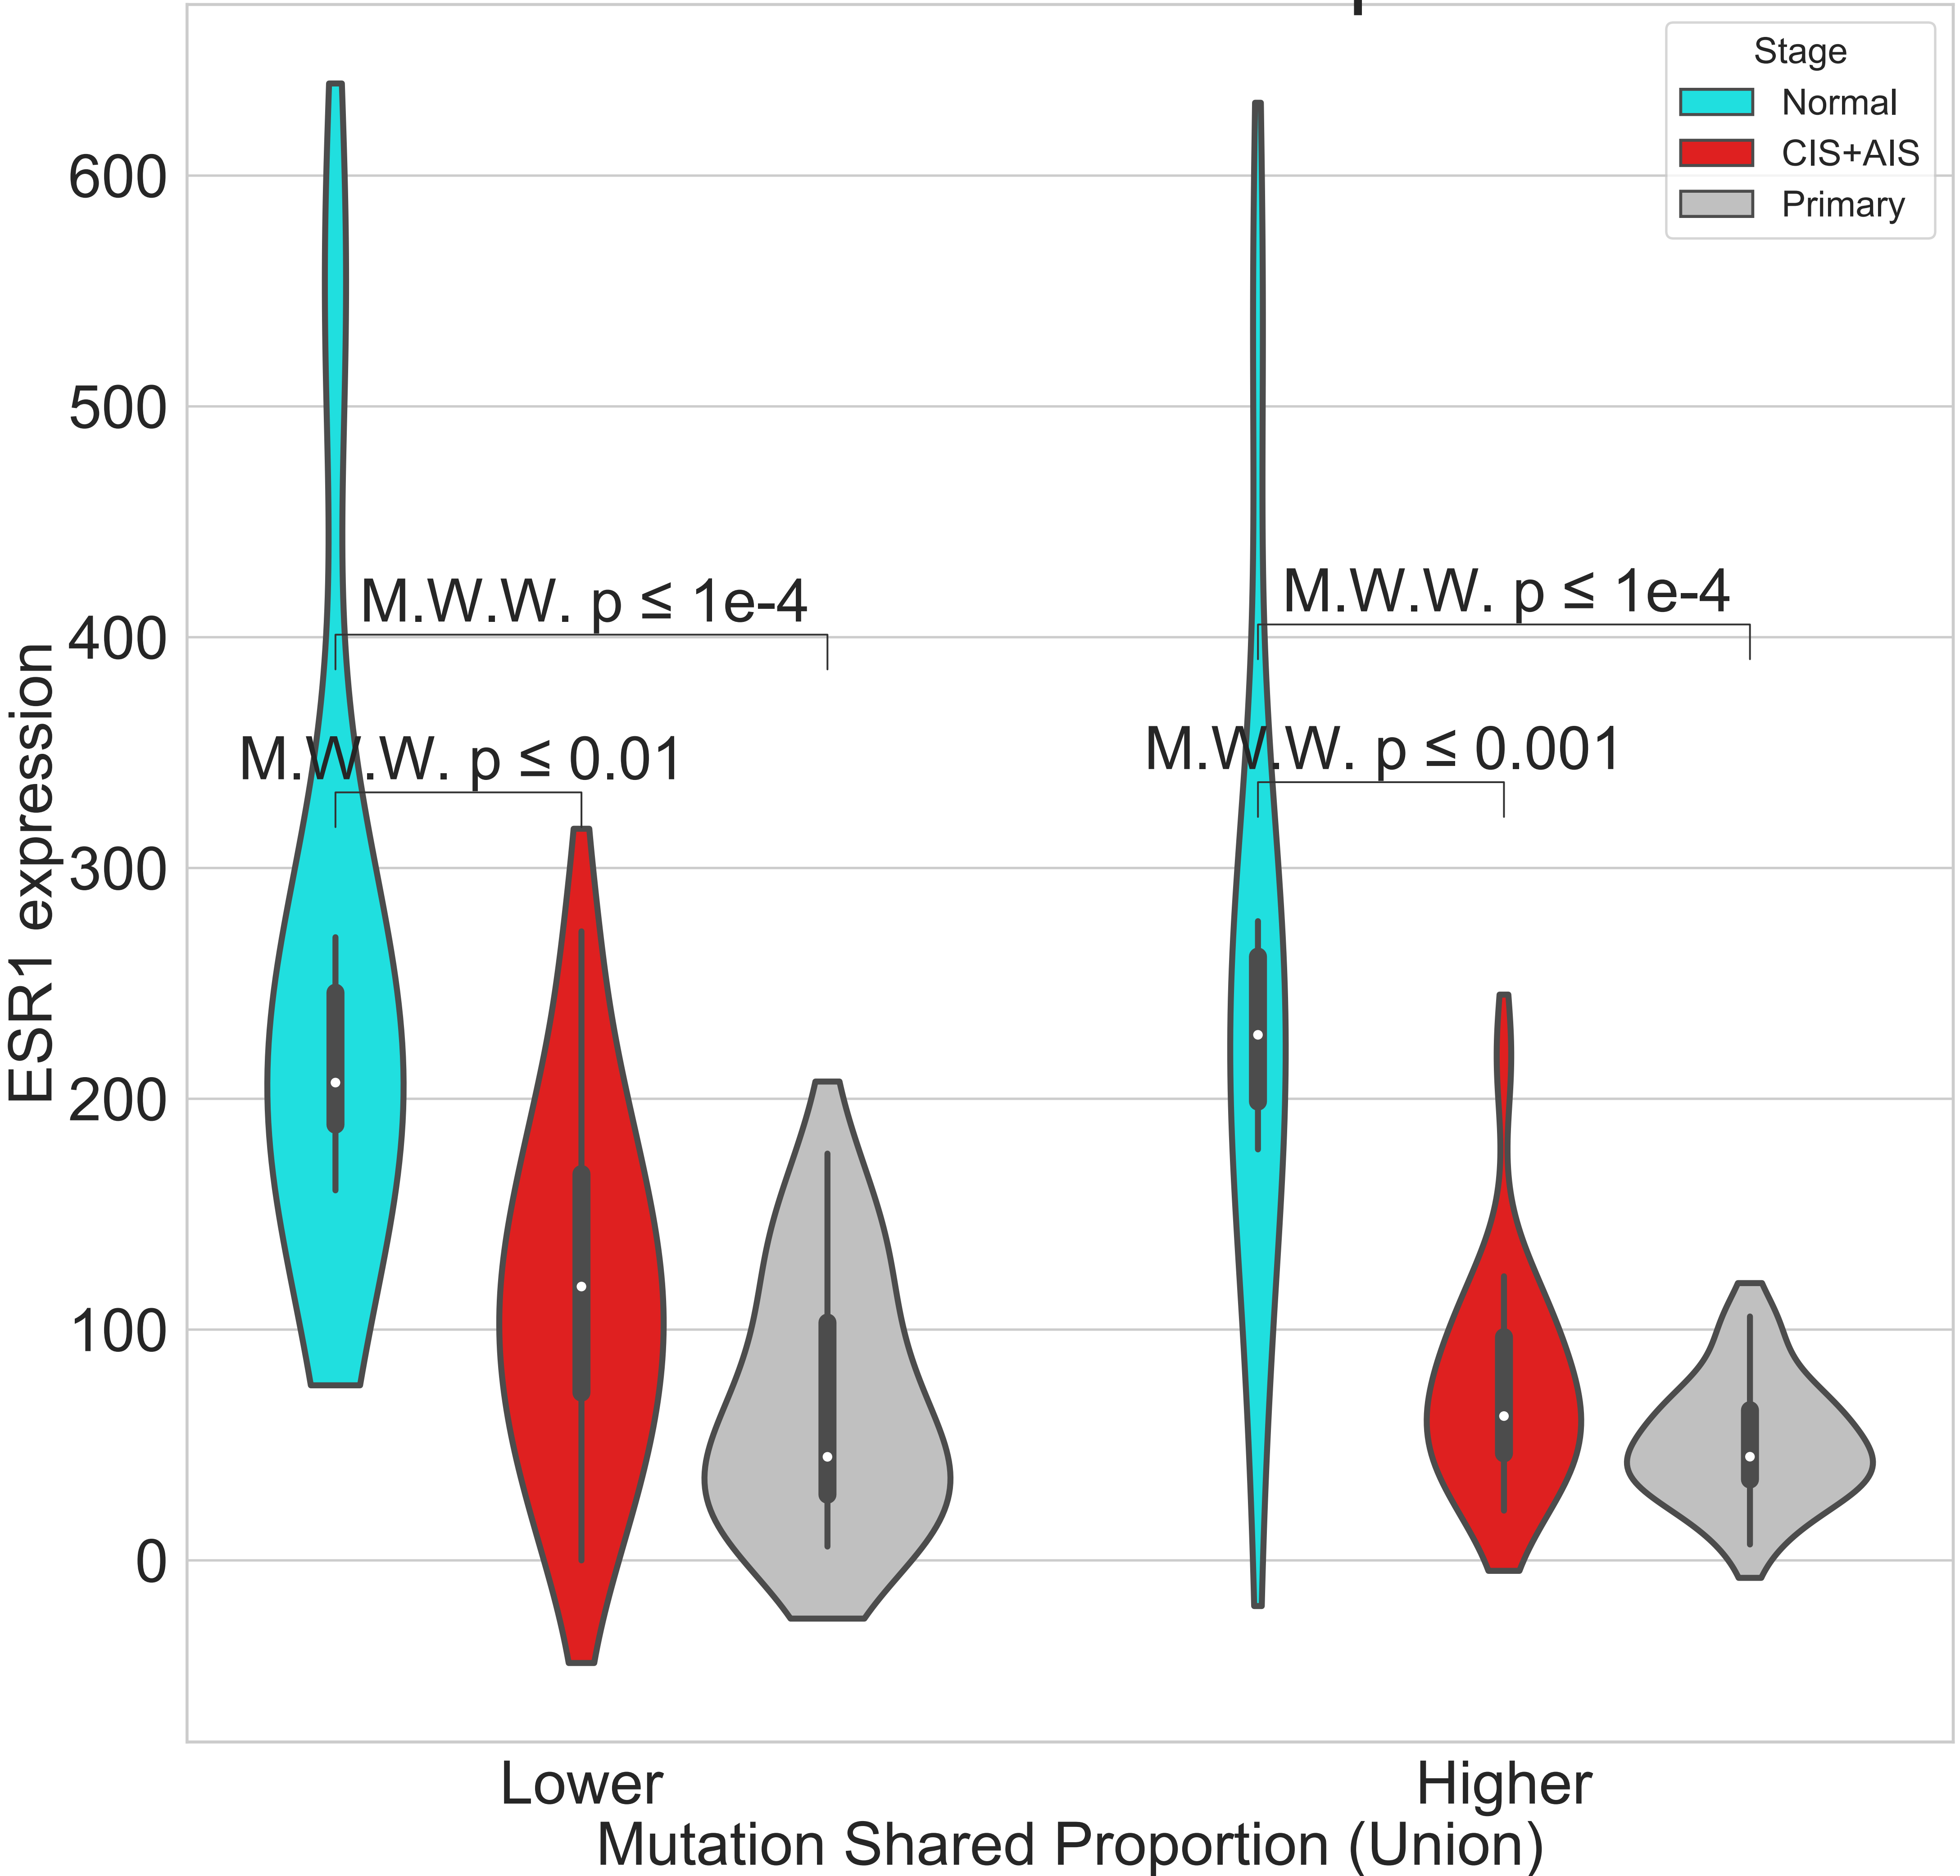 Stage
Normal
CIS+AIS
Primary
600
500
400
300
200
100
0
ESR1 expression
M.W.W. p ≤ 1e-4
M.W.W. p ≤ 0.01
M.W.W. p ≤ 1e-4
M.W.W. p ≤ 0.001
Lower
Higher
Mutation Shared Proportion (Union)